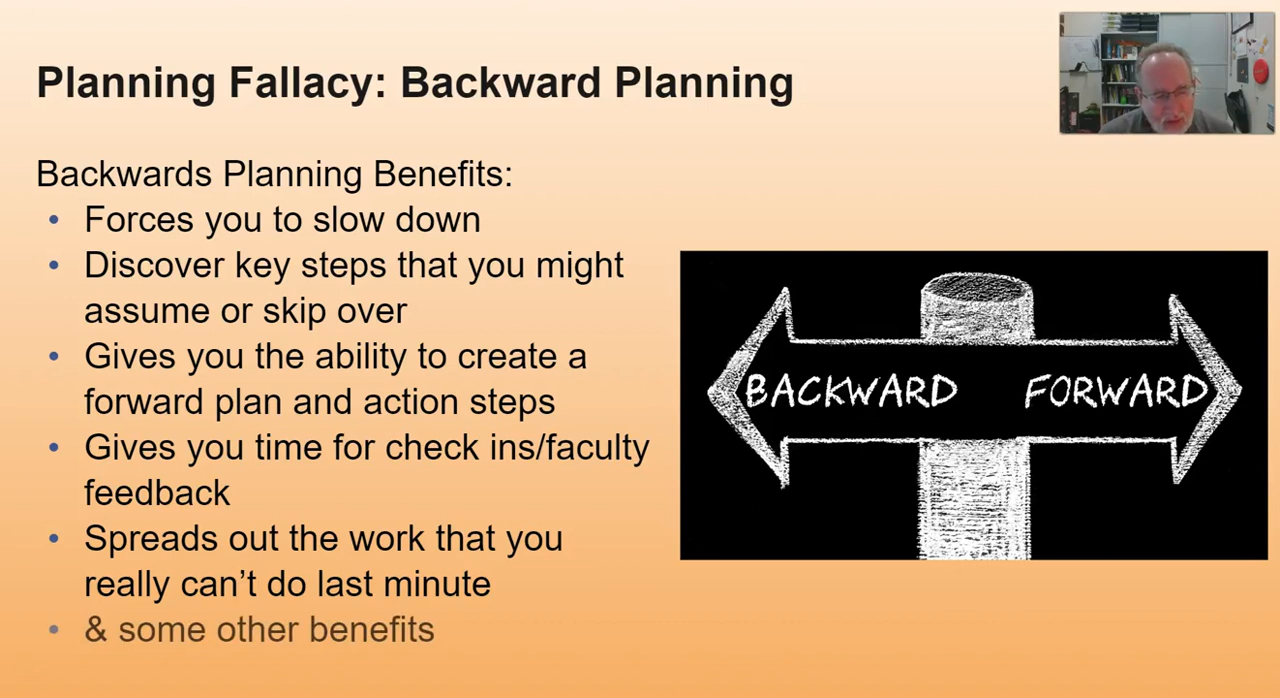 Planning Fallacy: Backward Planning
Backwards Planning Benefits:
• Forces you to slow down
• Discover key steps that you might
assume or skip over
• Gives you the ability to create a
forward plan and action steps
• Gives you time for check ins/faculty
feedback
• Spreads out the work that you
really can’t do last minute
• & some other benefits
BACKWARD FORWARD